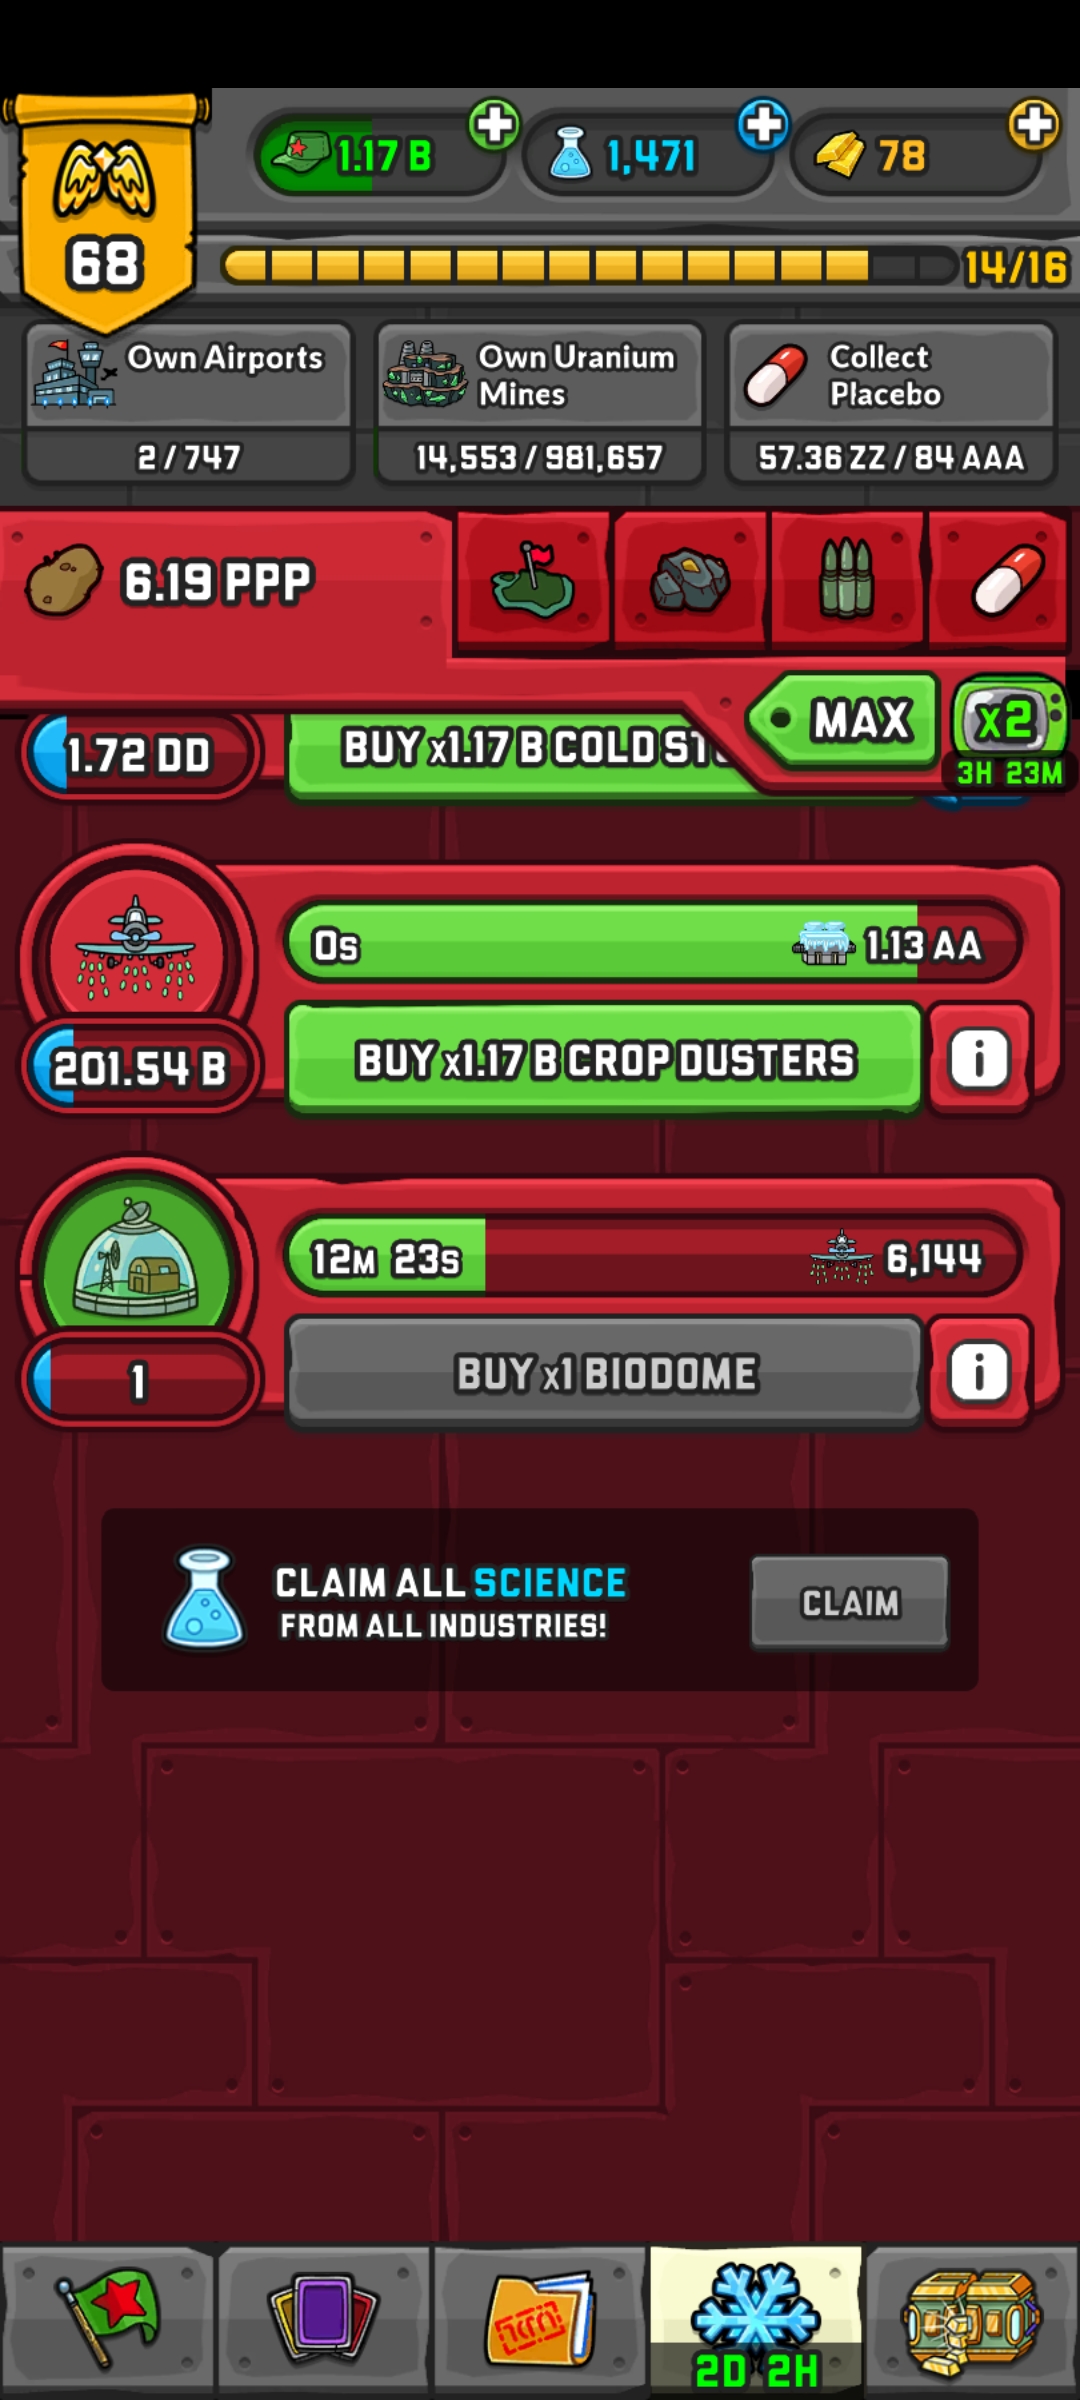 1.17 B
1,471
78
68
14/16
Own Airports
2 / 747
Own Uranium
Mines
14,553 / 981,657
Collect
Placebo
57.36 ZZ / 84 AAA
6.19 PPP
MAX
x2
3H 23M
1.72 DD
BUY x1.17 B COLD
0s
1.13 AA
201.54 B
BUY x1.17 B CROP DUSTERS
i
12M 23s
6,144
1
BUY x1 BIODOME
i
CLAIM ALL SCIENCE
FROM ALL INDUSTRIES!
CLAIM
2D 2H